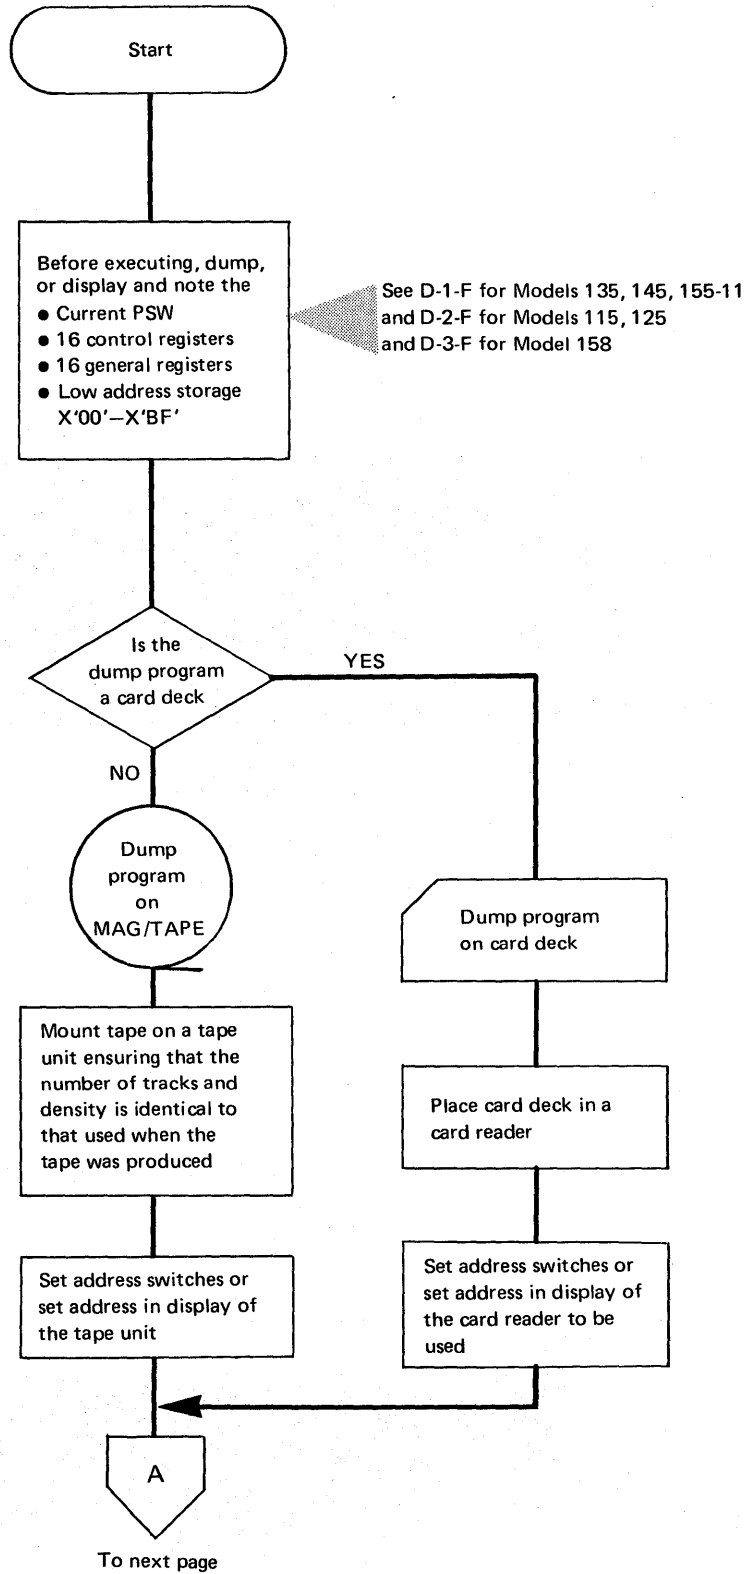 Start
Before executing, dump,
or display and note the
● Current PSW
● 16 control registers
● 16 general registers
● Low address storage
X'00'—X'BF'
See D-1-F for Models 135, 145, 155-11
and D-2-F for Models 115, 125
and D-3-F for Model 158
Is the
dump program
a card deck
YES
NO
Dump
program
on
MAG/TAPE
Dump program
on card deck
Mount tape on a tape
unit ensuring that the
number of tracks and
density is identical to
that used when the
tape was produced
Place card deck in a
card reader
Set address switches or
set address in display of
the tape unit
Set address switches or
set address in display of
the card reader to be
used
A
To next page